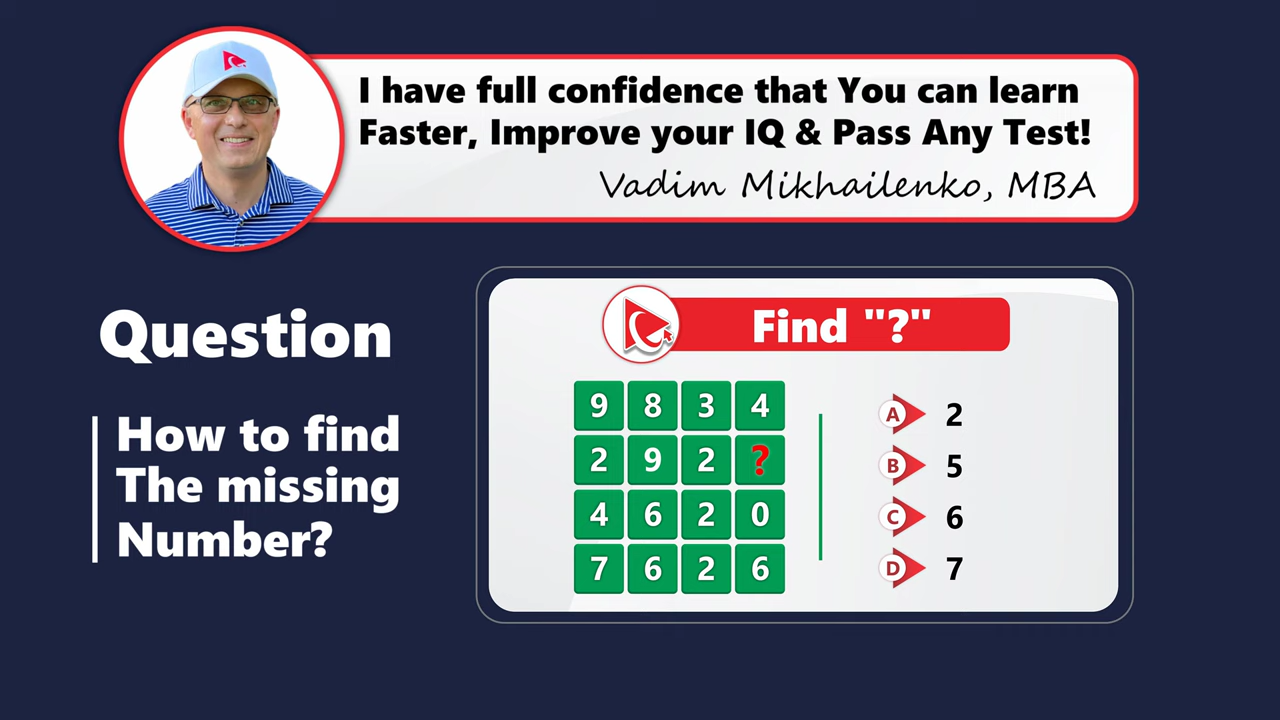 I have full confidence that You can learn
Faster, Improve your IQ & Pass Any Test!
Vadim Mikhailenko, MBA
Question
How to find
The missing
Number?
Find "?"
9 8 3 4
2 9 2 ?
4 6 2 0
7 6 2 6
A 2
B 5
C 6
D 7